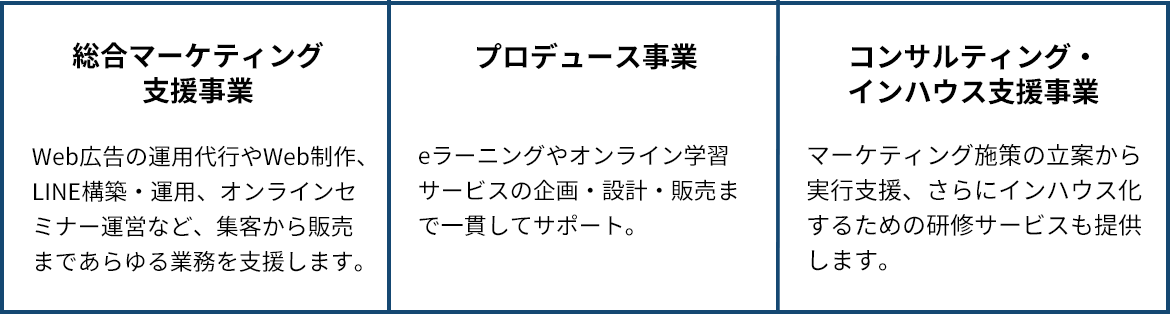 総合マーケティング
支援事業
Web広告の運用代行やWeb制作、
LINE構築・運用、オンラインセ
ミナー運営など、集客から販売
まであらゆる業務を支援します。
プロデュース事業
eラーニングやオンライン学習
サービスの企画・設計・販売ま
で一貫してサポート。
コンサルティング・
インハウス支援事業
マーケティング施策の立案から
実行支援、さらにインハウス化
するための研修サービスも提供
します。